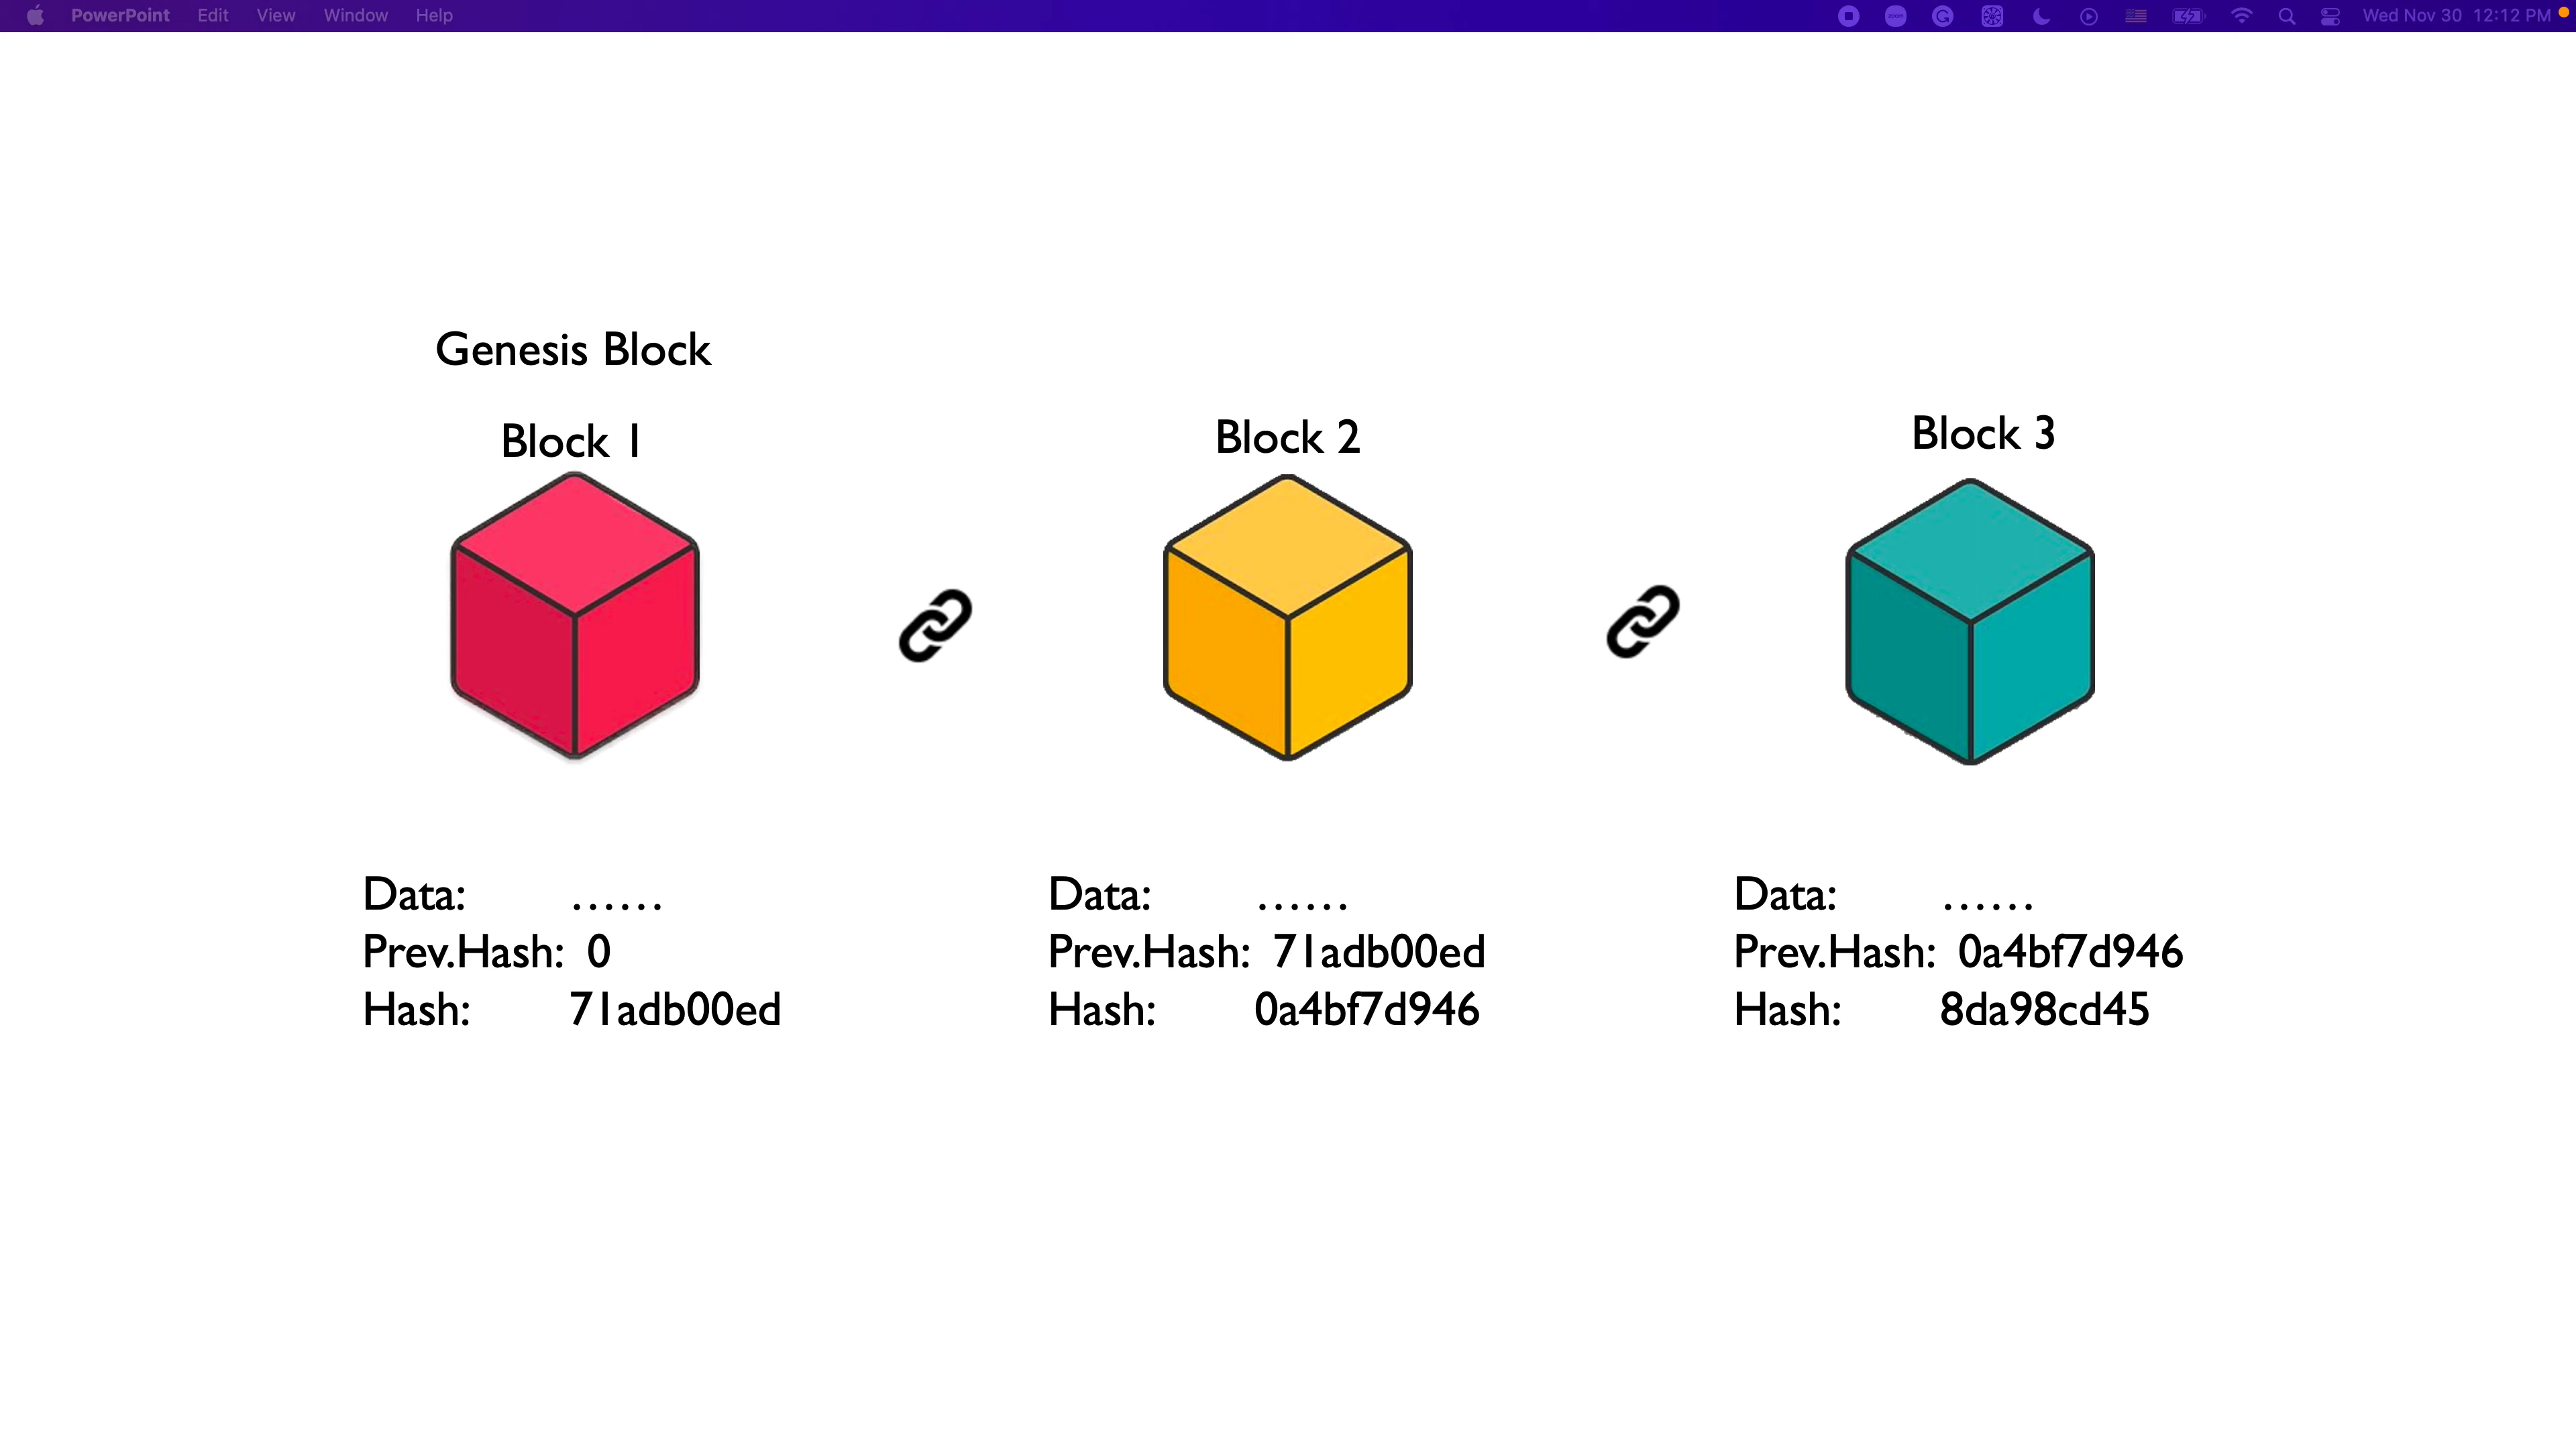 PowerPoint Edit View Window Help Wed Nov 30 12:12 PM
Genesis Block
Block 1
Block 2
Block 3
Data: ......
Prev.Hash: 0
Hash: 71adb00ed
Data: ......
Prev.Hash: 71adb00ed
Hash: 0a4bf7d946
Data: ......
Prev.Hash: 0a4bf7d946
Hash: 8da98cd45